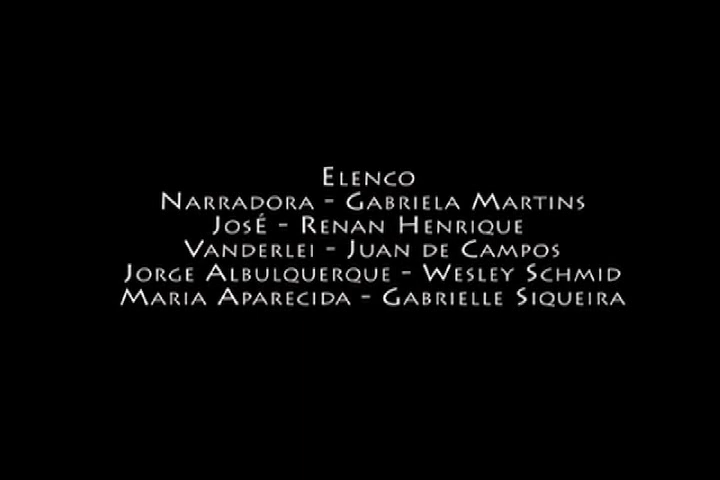 Elenco
Narradora - Gabriela Martins
José - Renan Henrique
Vanderlei - Juan de Campos
Jorge Albulquerque - Wesley Schmid
Maria Aparecida - Gabrielle Siqueira